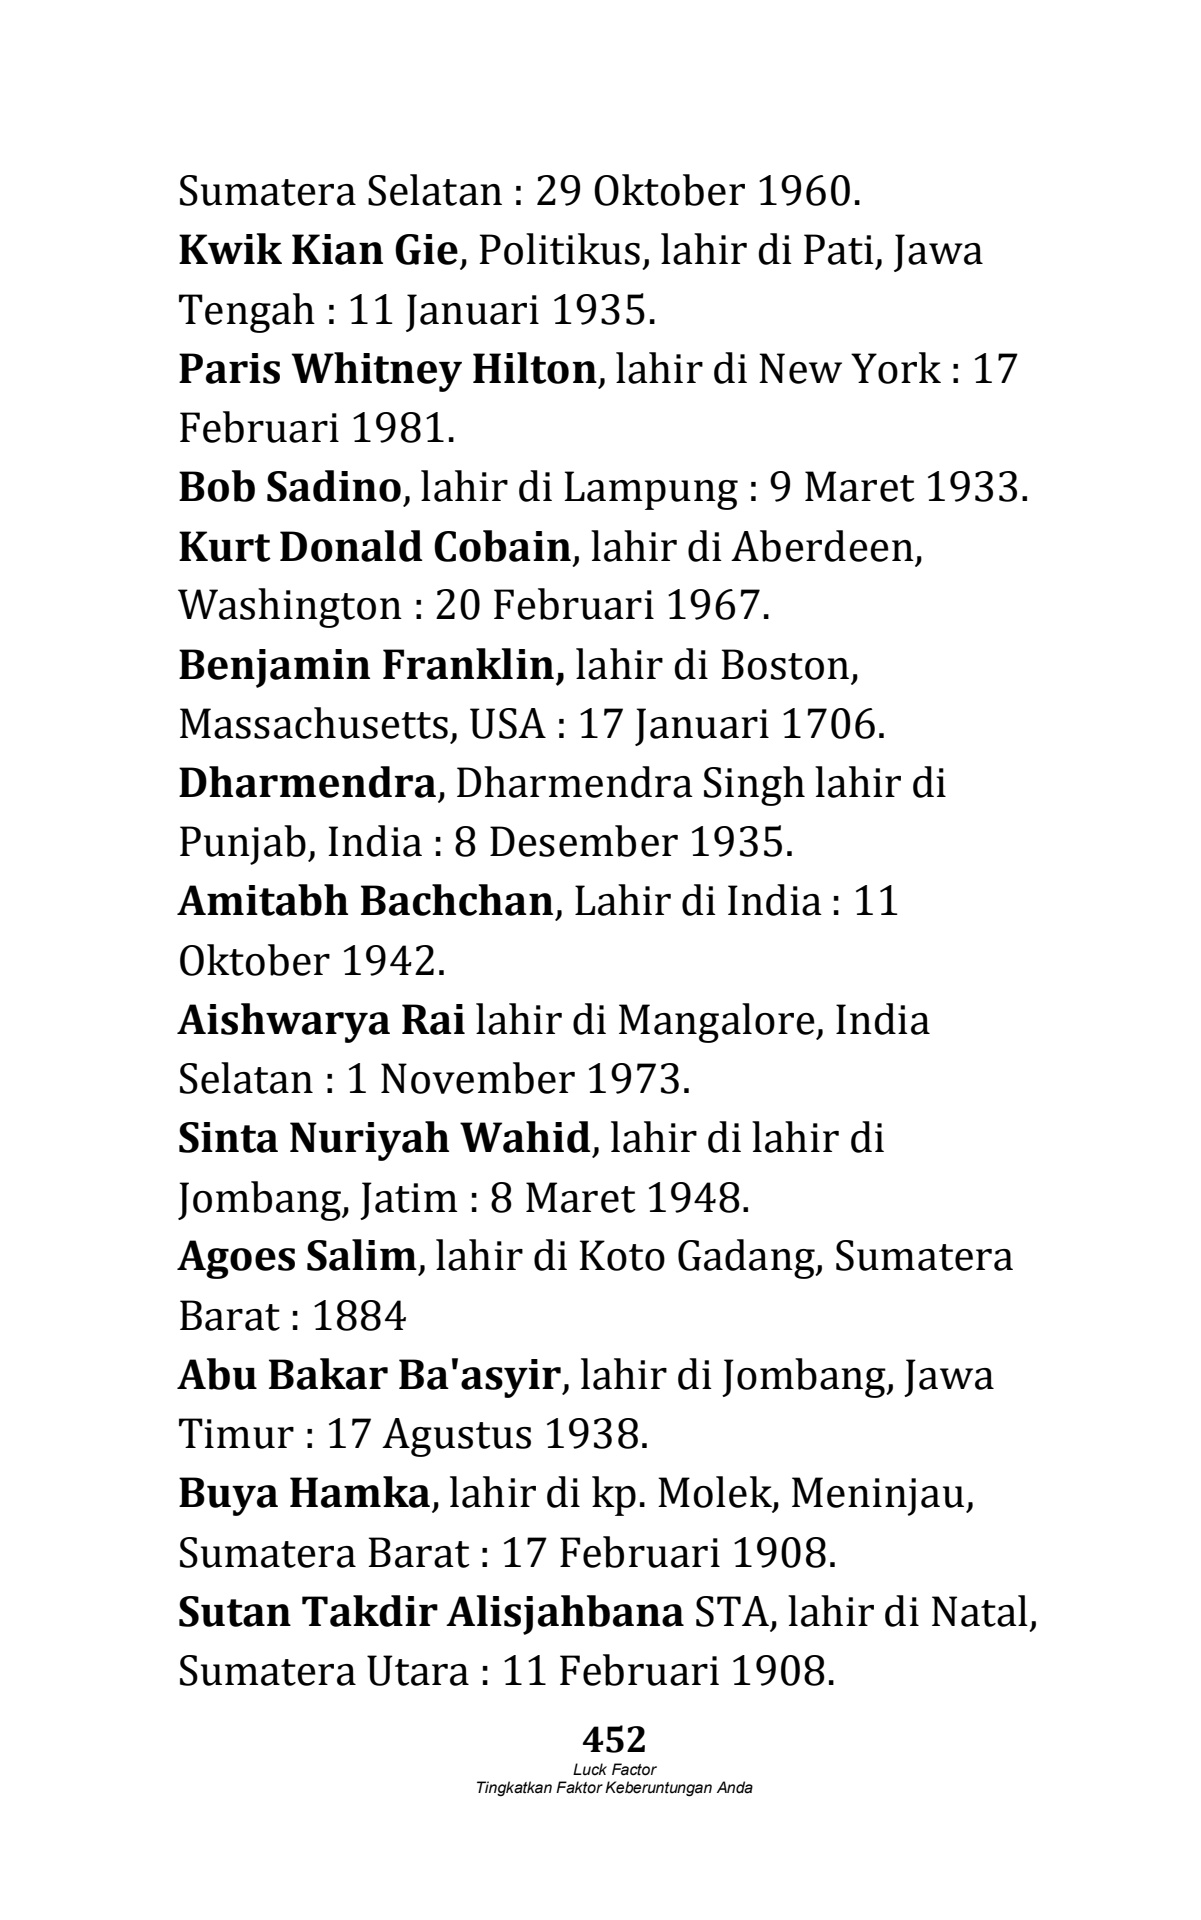 Sumatera Selatan : 29 Oktober 1960.
Kwik Kian Gie, Politikus, lahir di Pati, Jawa
Tengah : 11 Januari 1935.
Paris Whitney Hilton, lahir di New York : 17
Februari 1981.
Bob Sadino, lahir di Lampung : 9 Maret 1933.
Kurt Donald Cobain, lahir di Aberdeen,
Washington : 20 Februari 1967.
Benjamin Franklin, lahir di Boston,
Massachusetts, USA : 17 Januari 1706.
Dharmendra, Dharmendra Singh lahir di
Punjab, India : 8 Desember 1935.
Amitabh Bachchan, Lahir di India : 11
Oktober 1942.
Aishwarya Rai lahir di Mangalore, India
Selatan : 1 November 1973.
Sinta Nuriyah Wahid, lahir di lahir di
Jombang, Jatim : 8 Maret 1948.
Agoes Salim, lahir di Koto Gadang, Sumatera
Barat : 1884
Abu Bakar Ba'asyir, lahir di Jombang, Jawa
Timur : 17 Agustus 1938.
Buya Hamka, lahir di kp. Molek, Meninjau,
Sumatera Barat : 17 Februari 1908.
Sutan Takdir Alisjahbana STA, lahir di Natal,
Sumatera Utara : 11 Februari 1908.
452
Luck Factor
Tingkatkan Faktor Keberuntungan Anda